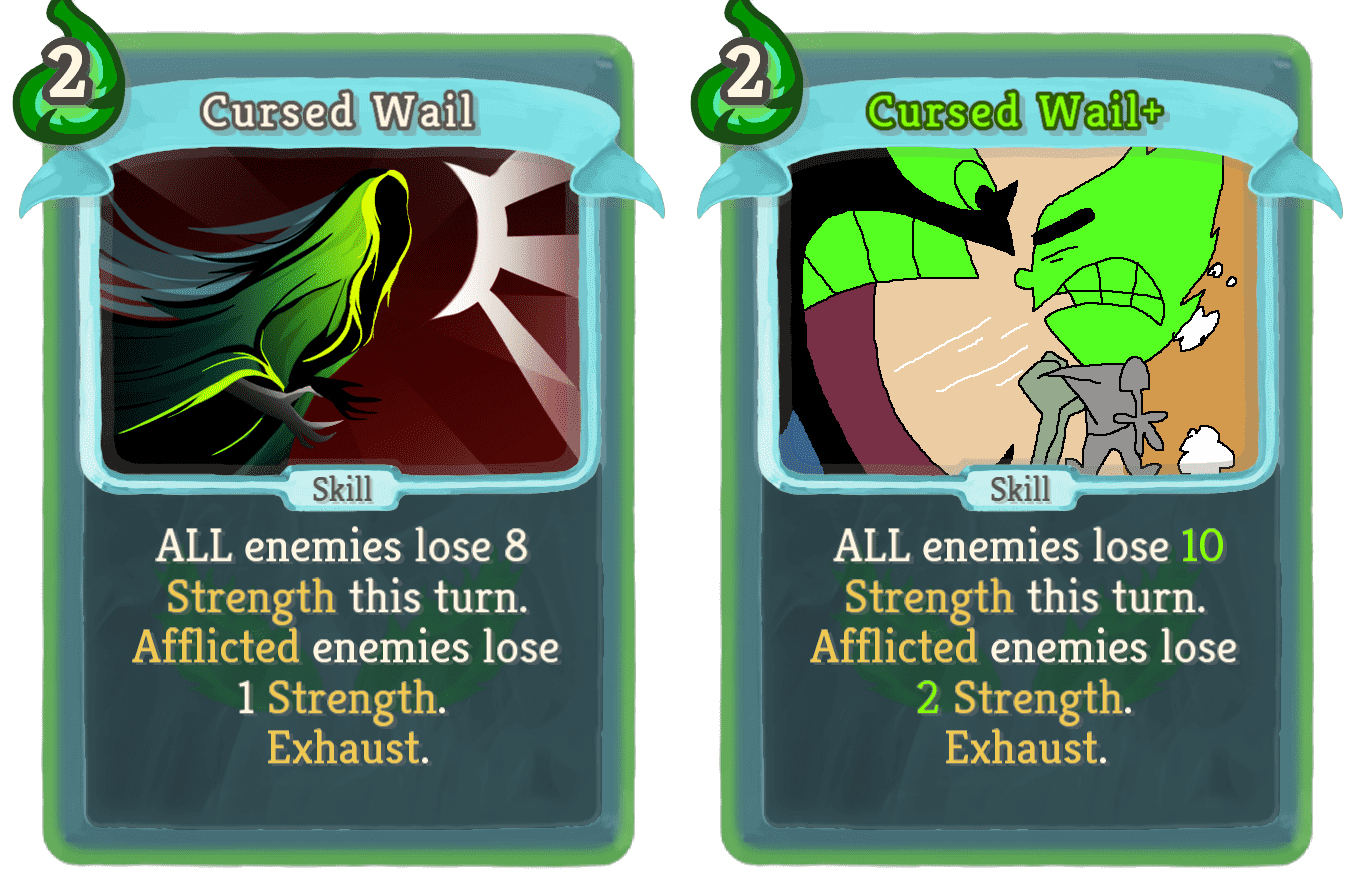 2
Cursed Wail
Skill
ALL enemies lose 8
Strength this turn.
Afflicted enemies lose
1 Strength.
Exhaust.
2
Cursed Wail+
Skill
ALL enemies lose 10
Strength this turn.
Afflicted enemies lose
2 Strength.
Exhaust.